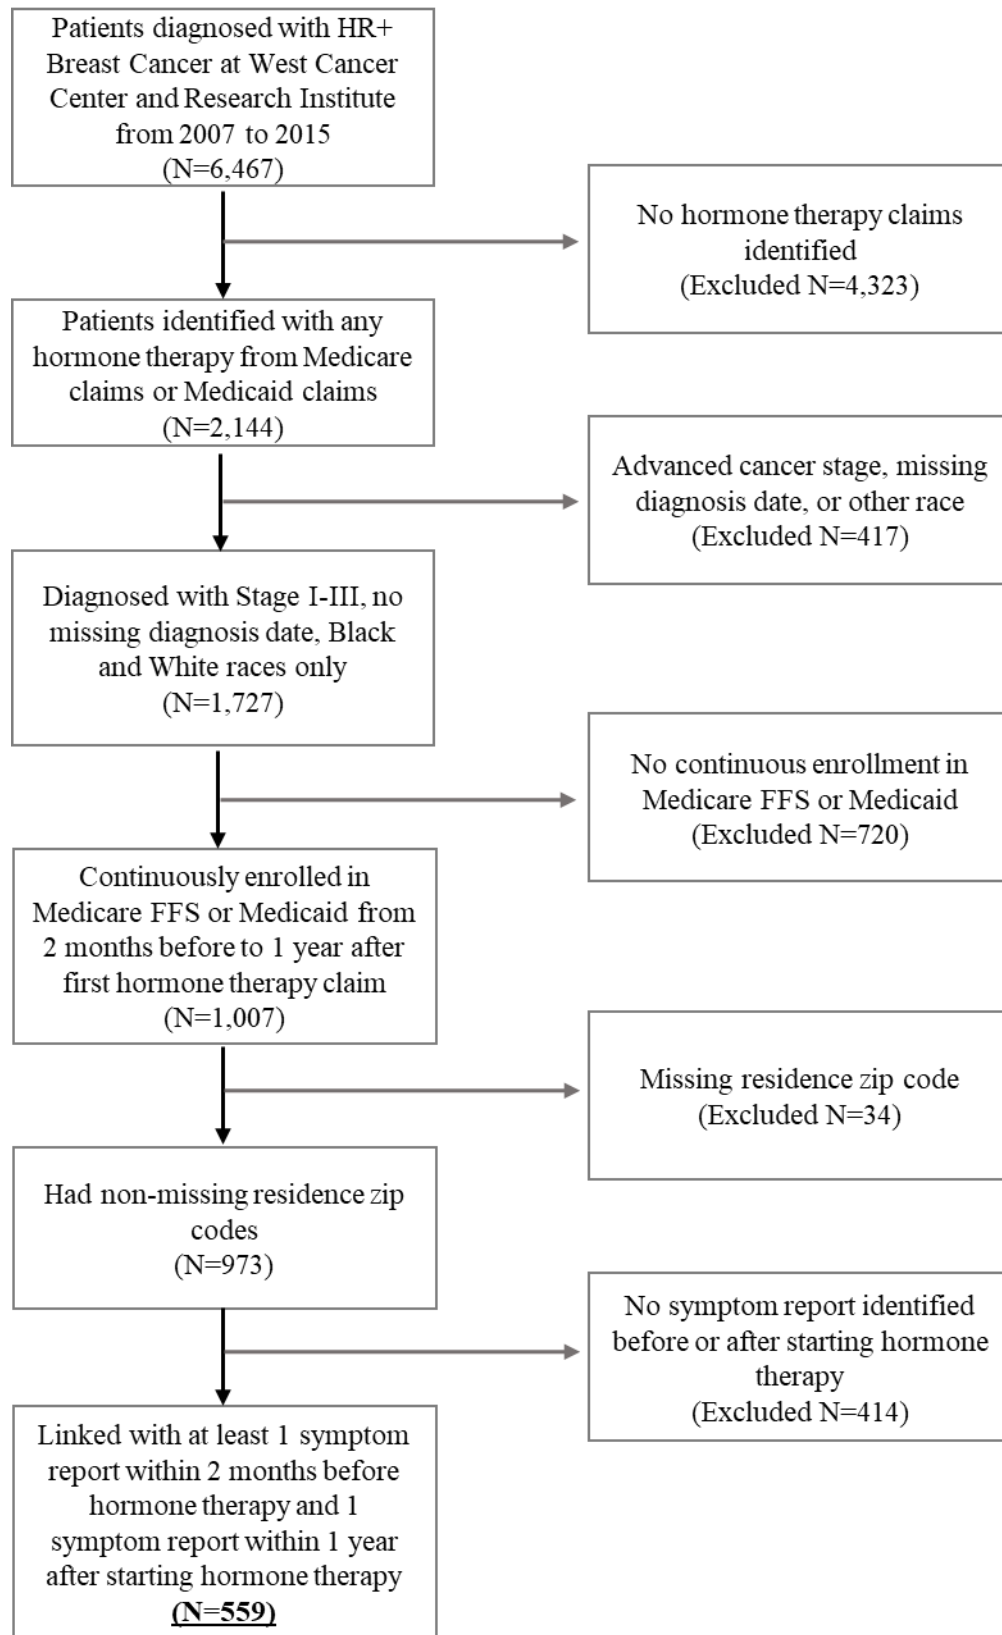 Patients diagnosed with HR+
Breast Cancer at West Cancer
Center and Research Institute
from 2007 to 2015
(N=6,467)
No hormone therapy claims
identified
(Excluded N=4,323)
Patients identified with any
hormone therapy from Medicare
claims or Medicaid claims
(N=2,144)
Advanced cancer stage, missing
diagnosis date, or other race
(Excluded N=417)
Diagnosed with Stage I-III, no
missing diagnosis date, Black
and White races only
(N=1,727)
No continuous enrollment in
Medicare FFS or Medicaid
(Excluded N=720)
Continuously enrolled in
Medicare FFS or Medicaid from
2 months before to 1 year after
first hormone therapy claim
(N=1,007)
Missing residence zip code
(Excluded N=34)
Had non-missing residence zip
codes
(N=973)
No symptom report identified
before or after starting hormone
therapy
(Excluded N=414)
Linked with at least 1 symptom
report within 2 months before
hormone therapy and 1
symptom report within 1 year
after starting hormone therapy
(N=559)